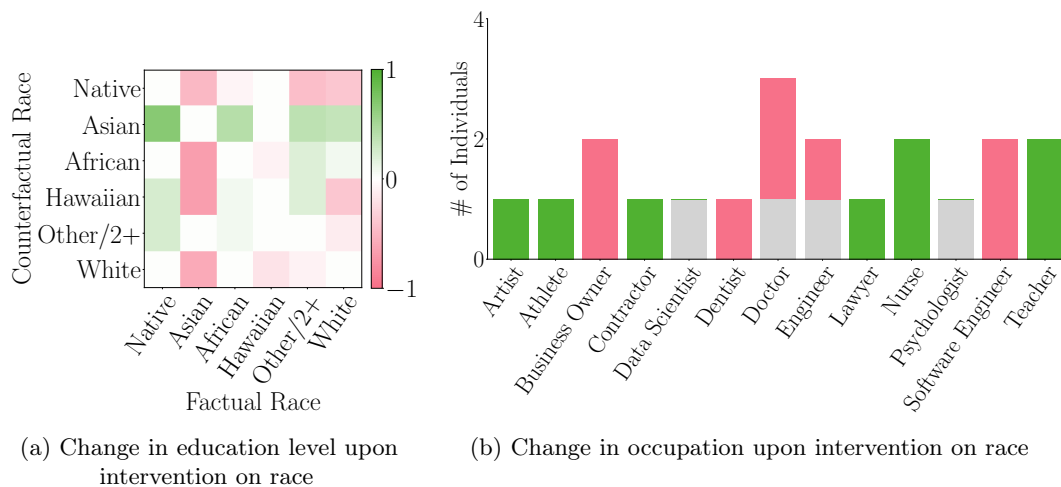 Counterfactual Race
Native
Asian
African
Hawaiian
Other/2+
White
1
0
−1
Native
Asian
African
Hawaiian
Other/2+
White
Factual Race
(a) Change in education level upon
intervention on race
# of Individuals
4
2
0
Artist
Athlete
Business Owner
Contractor
Data Scientist
Dentist
Doctor
Engineer
Lawyer
Nurse
Psychologist
Software Engineer
Teacher
(b) Change in occupation upon intervention on race